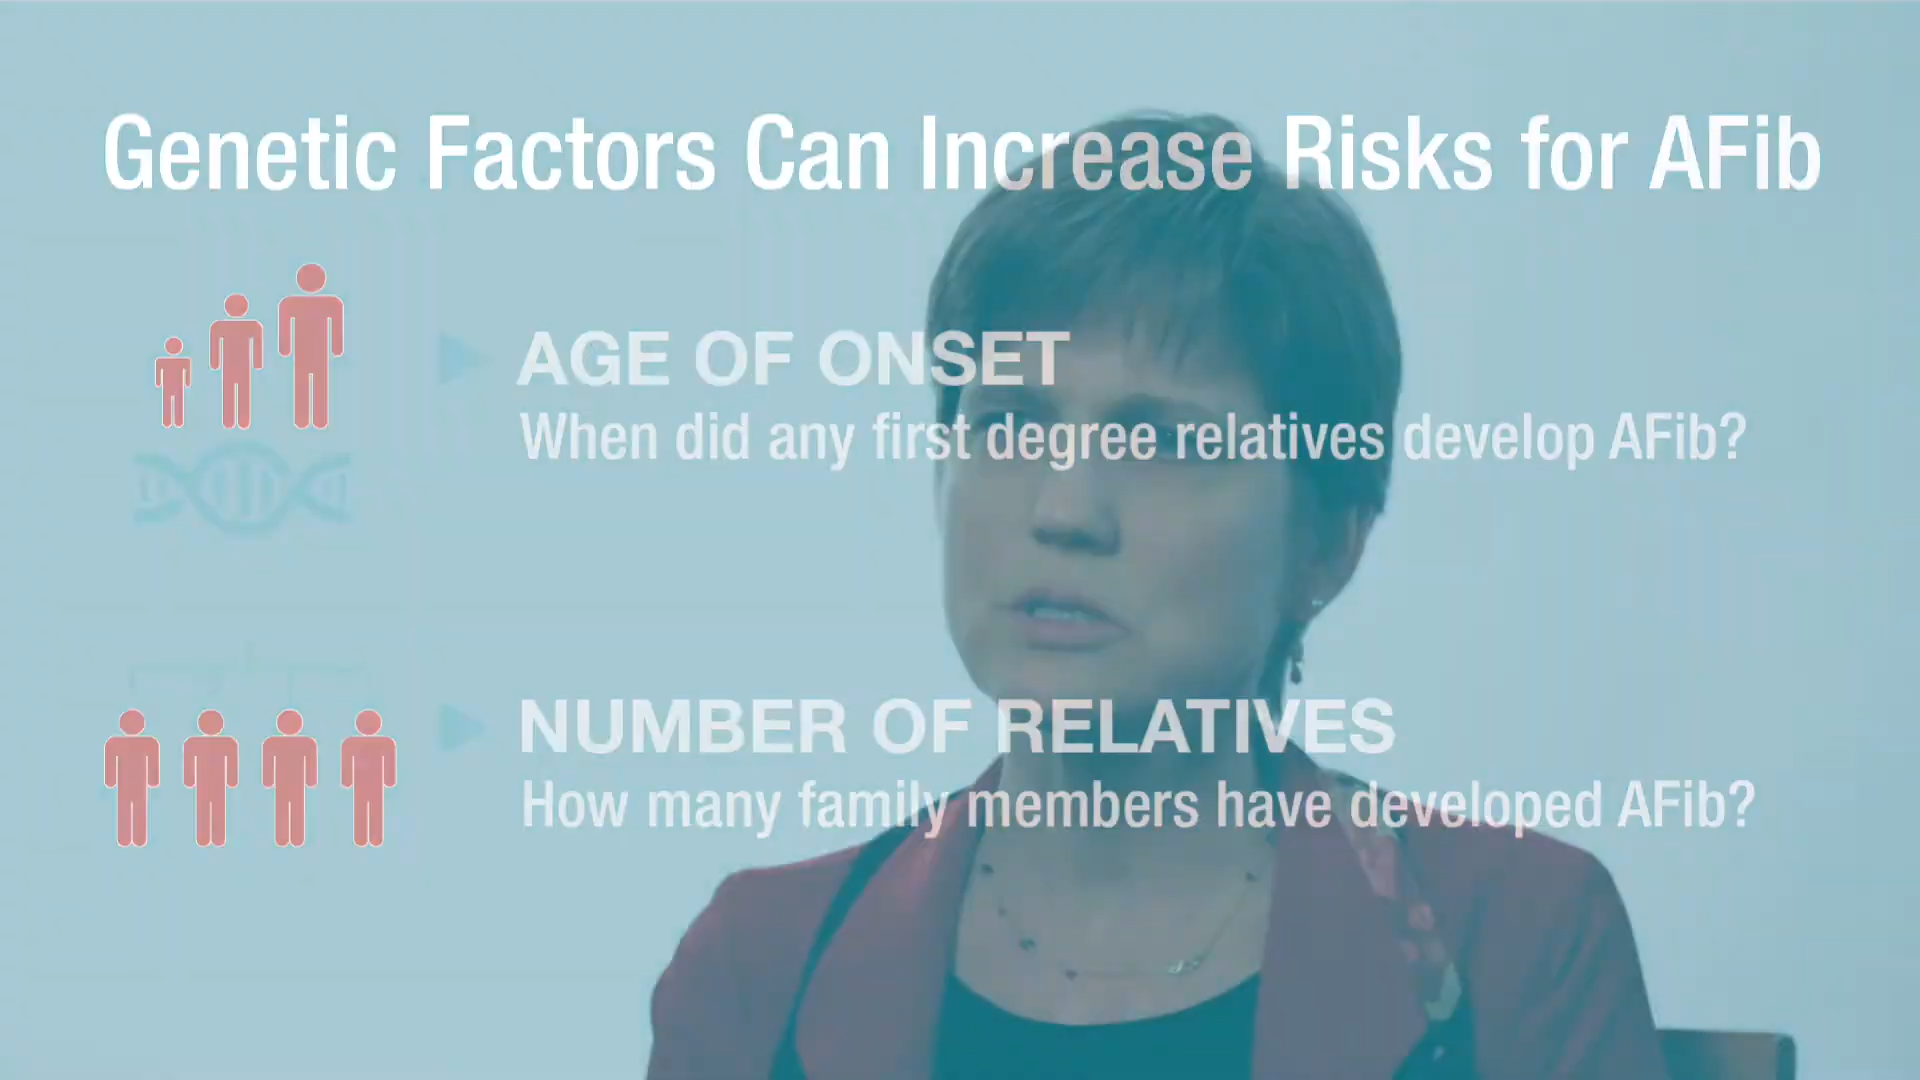 Genetic Factors Can Increase Risks for AFib
AGE OF ONSET
When did any first degree relatives develop AFib?
NUMBER OF RELATIVES
How many family members have developed AFib?